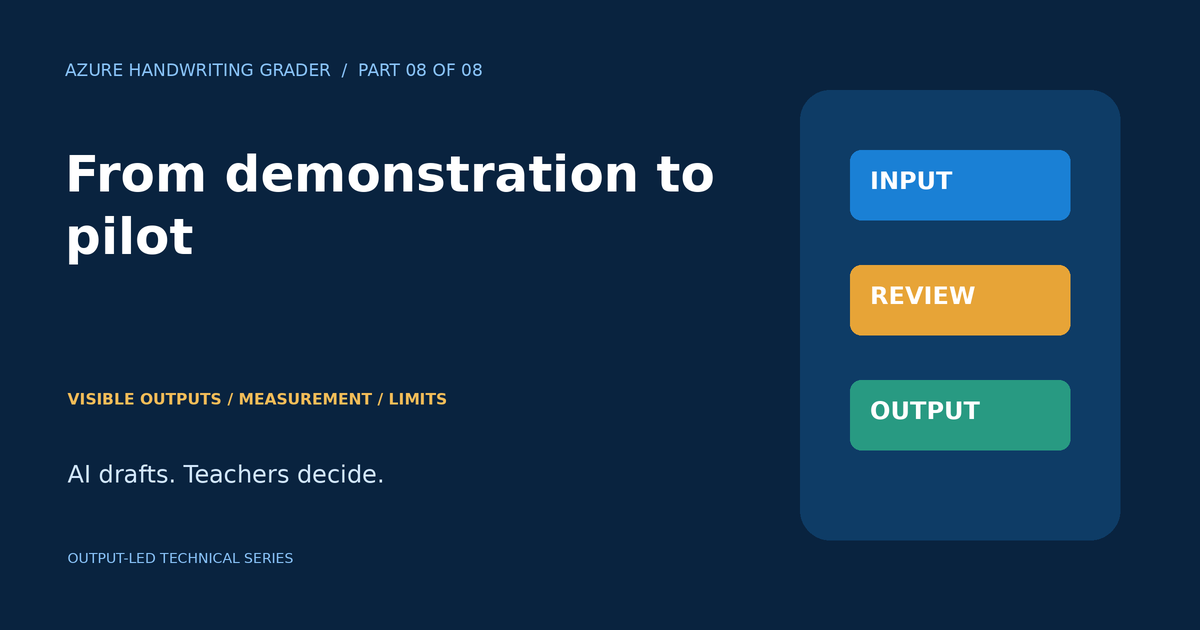 AZURE HANDWRITING GRADER / PART 08 OF 08
From demonstration to
pilot
VISIBLE OUTPUTS / MEASUREMENT / LIMITS
AI drafts. Teachers decide.
OUTPUT-LED TECHNICAL SERIES
INPUT
REVIEW
OUTPUT